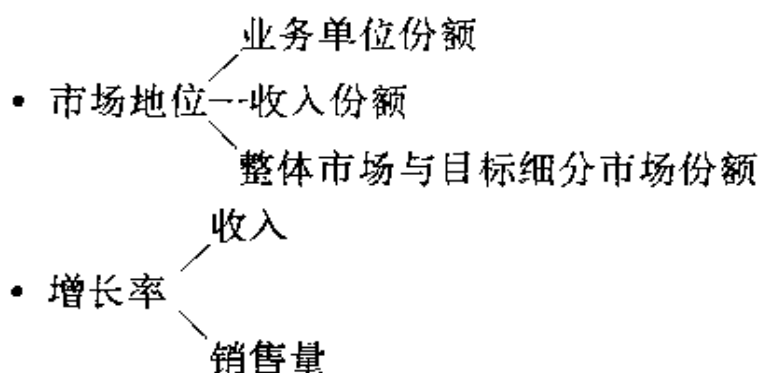 业务单位份额
• 市场地位
收入份额
整体市场与目标细分市场份额
收入
• 增长率
销售量